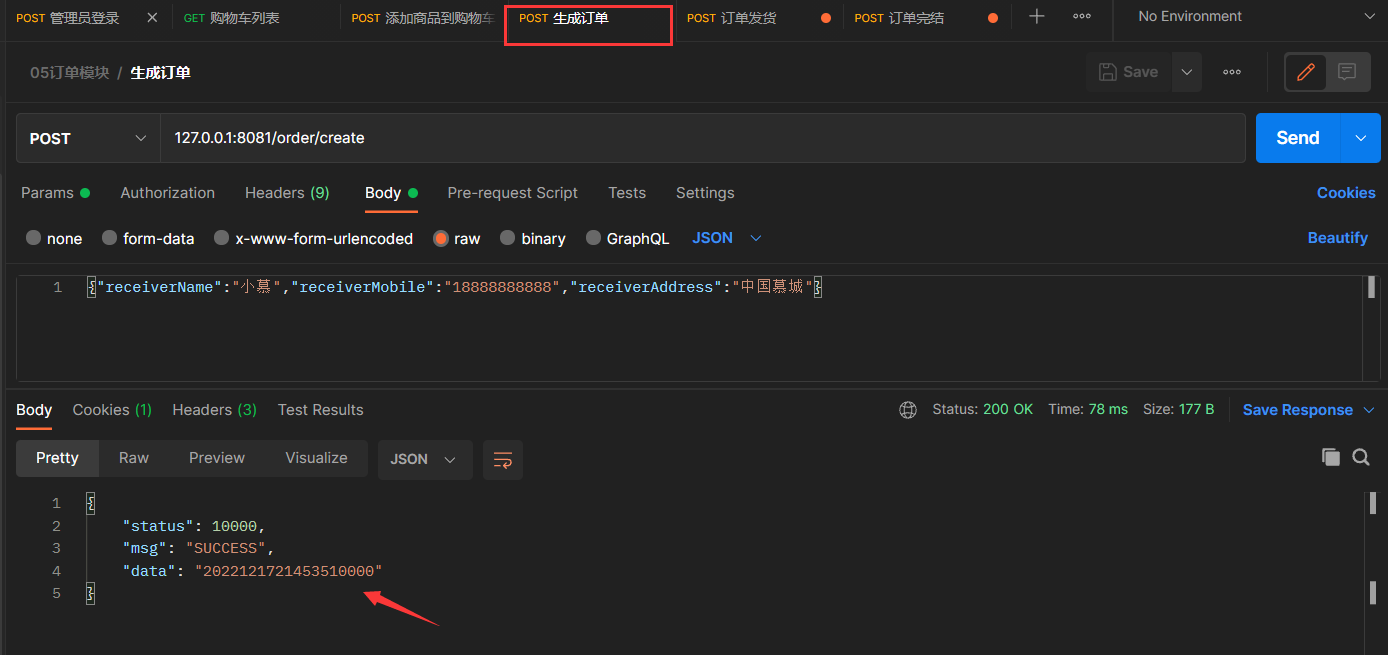 POST 管理员登录 GET 购物车列表 POST 添加商品到购物车 POST 生成订单 POST 订单发货 POST 订单完结 No Environment
05订单模块 / 生成订单 Save
POST 127.0.0.1:8081/order/create Send
Params Authorization Headers (9) Body Pre-request Script Tests Settings Cookies
none form-data x-www-form-urlencoded raw binary GraphQL JSON Beautify
1 {"receiverName":"小慕","receiverMobile":"18888888888","receiverAddress":"中国慕城"}
Body Cookies (1) Headers (3) Test Results Status: 200 OK Time: 78 ms Size: 177 B Save Response
Pretty Raw Preview Visualize JSON
1 {
2 "status": 10000,
3 "msg": "SUCCESS",
4 "data": "2022121721453510000"
5 }